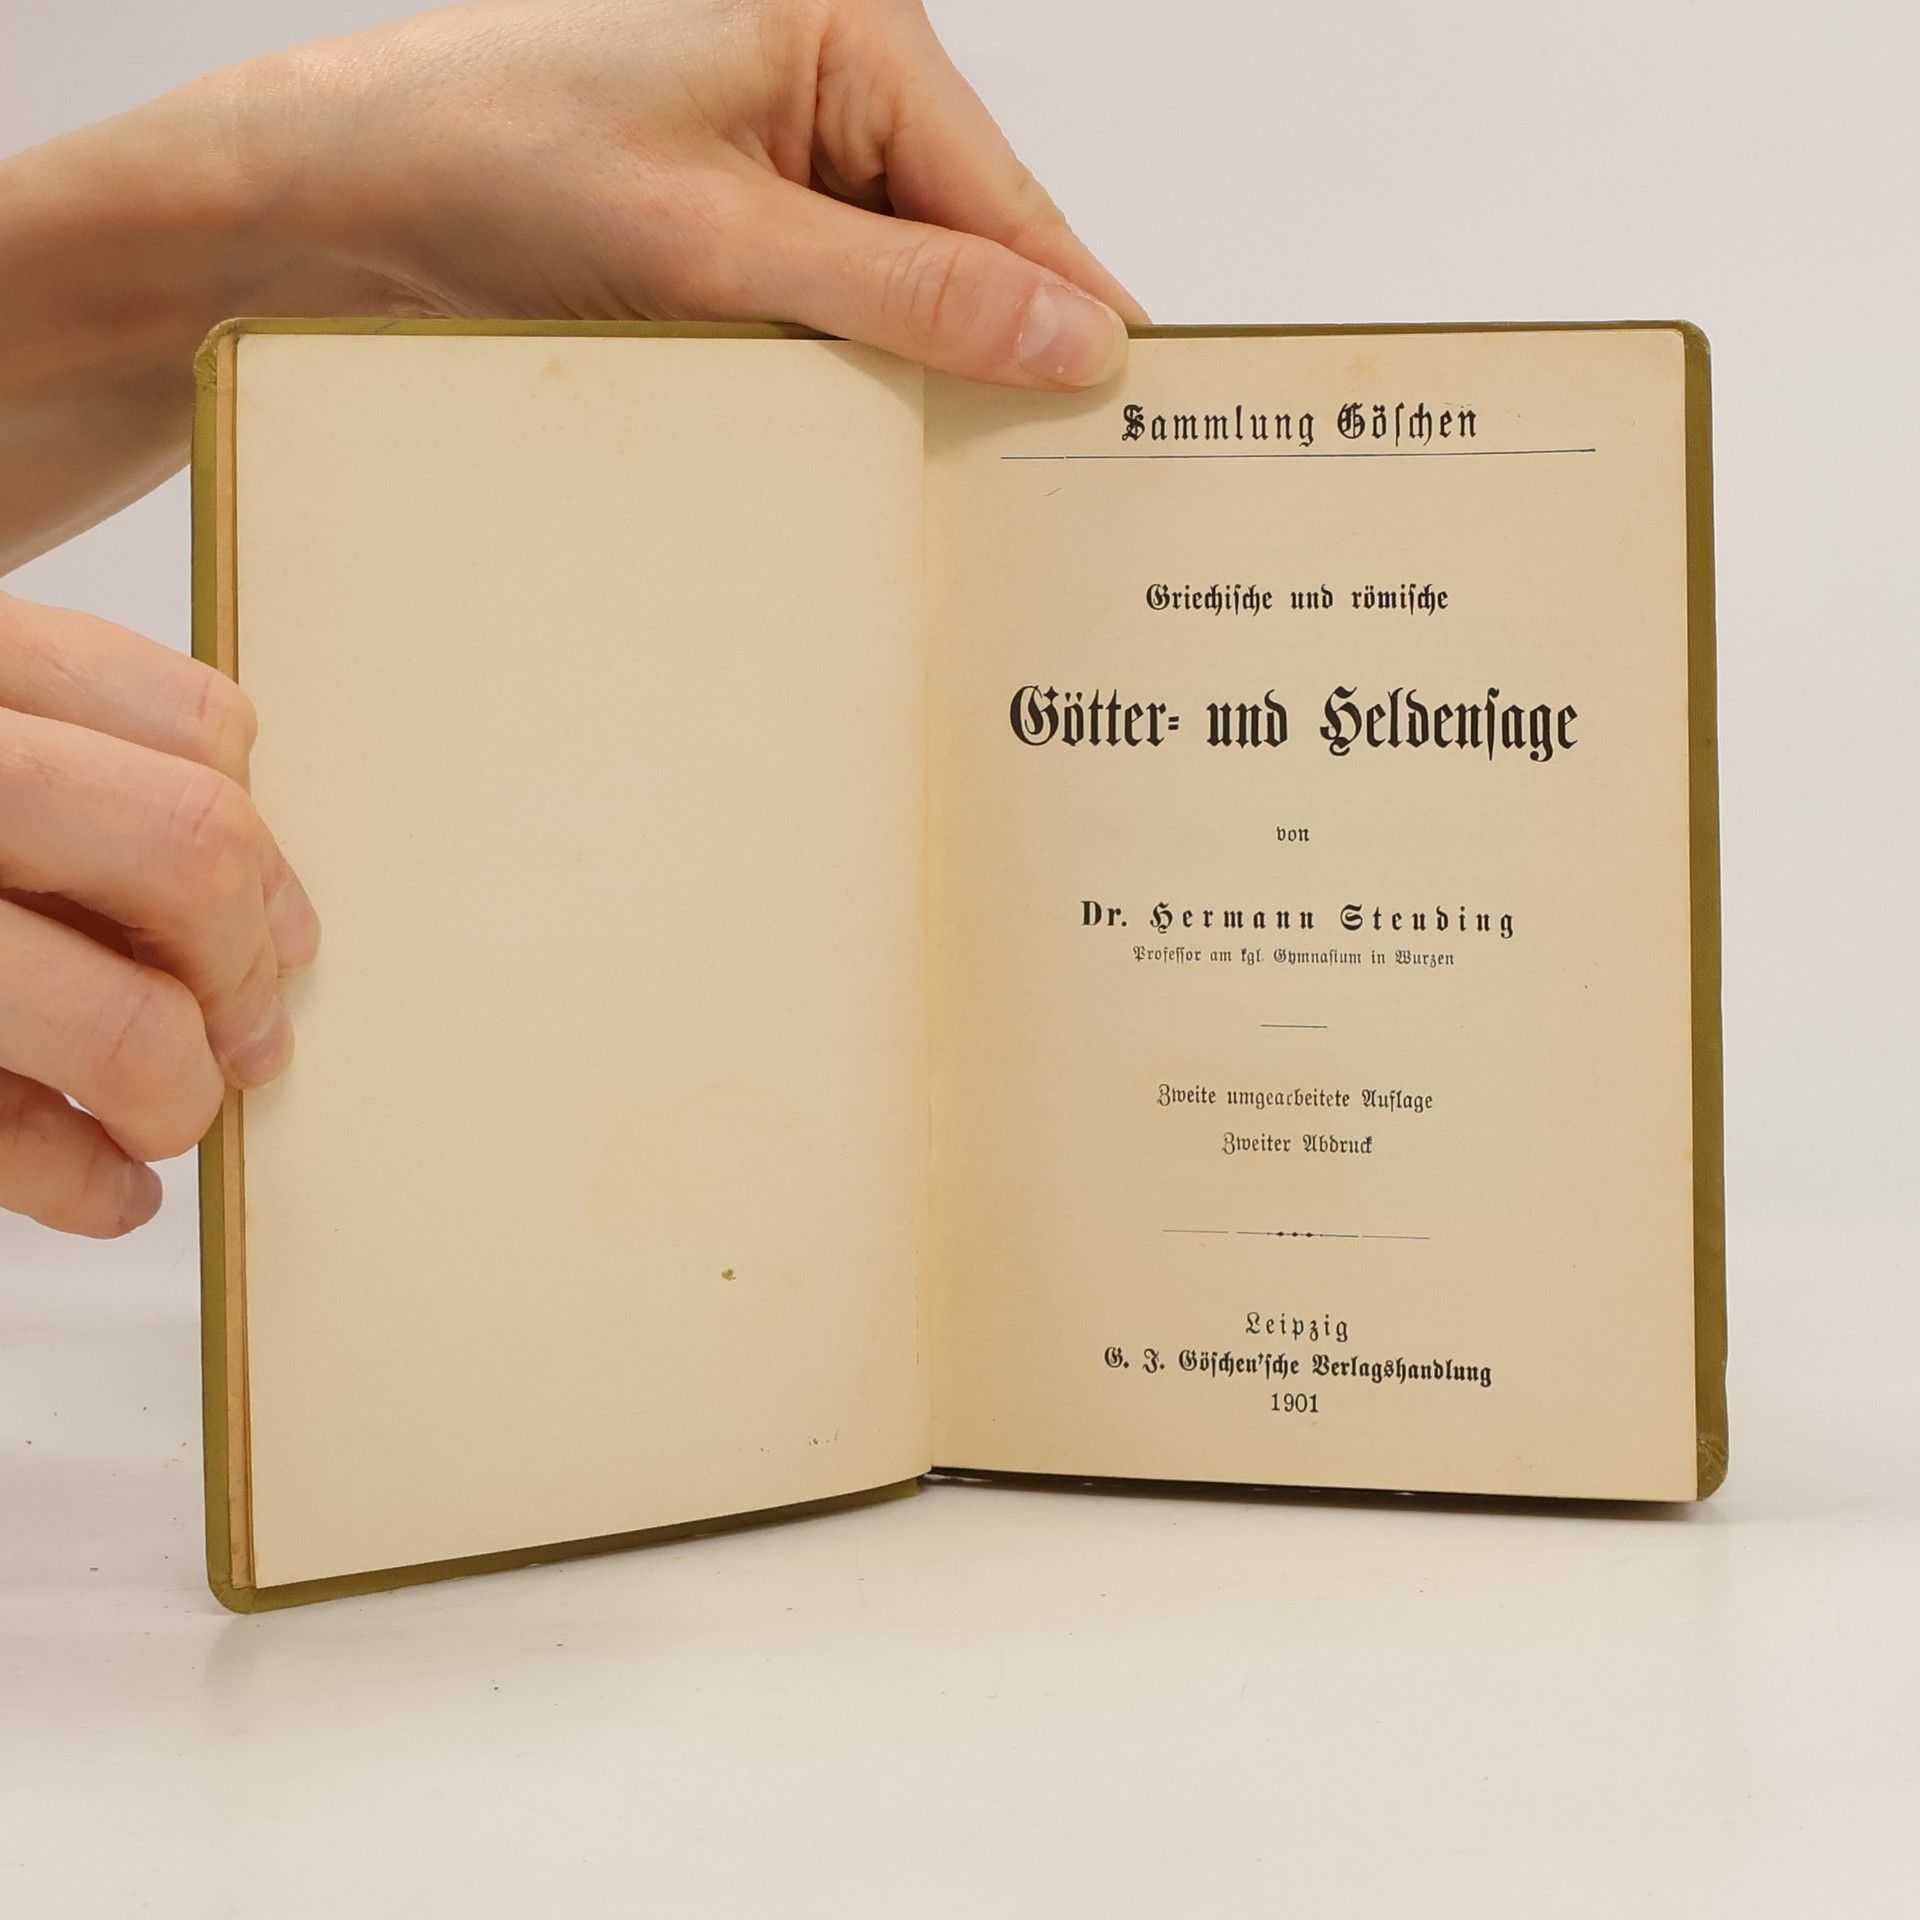 Sammlung Göſchen
Griechiſche und römiſche
Götter- und Heldenſage
von
Dr. Hermann Steuding
Profeſſor am kgl. Gymnaſium in Wurzen
Zweite umgearbeitete Auflage
Zweiter Abdruck
Leipzig
G. J. Göſchen'ſche Verlagshandlung
1901